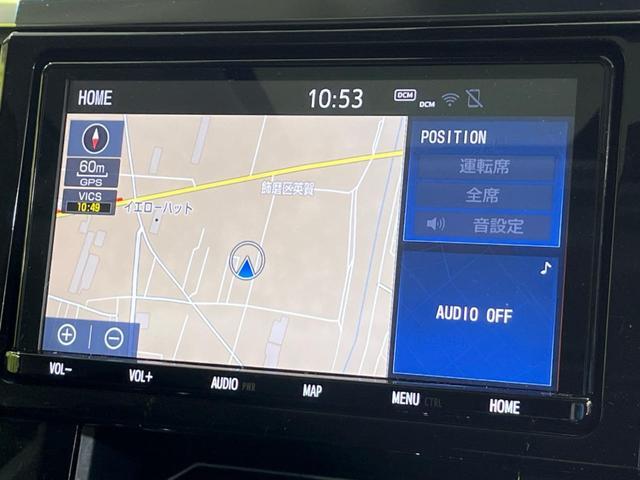 HOME
10:53
DCM
DCM
60m
GPS
VICS
10:49
飾磨区英賀
イエローハット
POSITION
運転席
全席
音設定
AUDIO OFF
VOL-
VOL+
AUDIO PWR
MAP
MENU CTRL
HOME